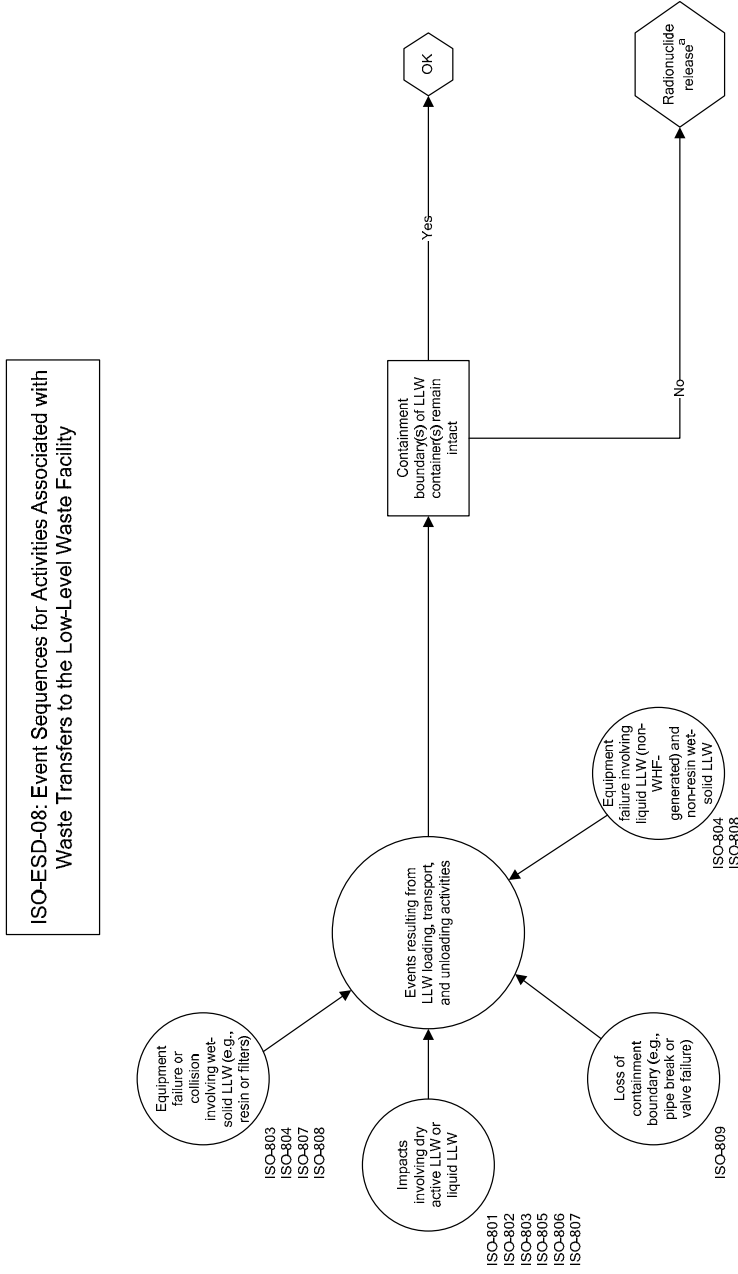 ISO-ESD-08: Event Sequences for Activities Associated with
Waste Transfers to the Low-Level Waste Facility
Equipment
failure or
collision
involving wet-
solid LLW (e.g.,
resin or filters)
ISO-803
ISO-804
ISO-807
ISO-808
Impacts
involving dry
active LLW or
liquid LLW
ISO-801
ISO-802
ISO-803
ISO-805
ISO-806
ISO-807
Loss of
containment
boundary (e.g.,
pipe break or
valve failure)
ISO-809
Equipment
failure involving
liquid LLW (non-
WHF-
generated) and
non-resin wet-
solid LLW
ISO-804
ISO-808
Events resulting from
LLW loading, transport,
and unloading activities
Containment
boundary(s) of LLW
container(s) remain
intact
Yes
OK
No
Radionuclide
release a